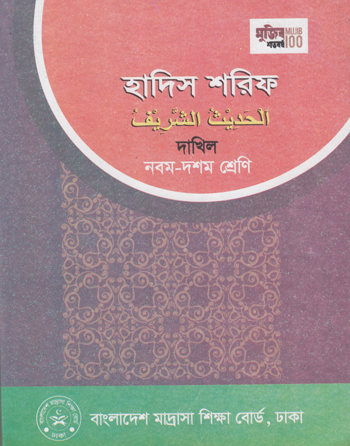 মুজিব MUJIB
শতবর্ষ 100
হাদিস শরিফ
اَلْحَدِيْثُ الشَّرِيْفُ
দাখিল
নবম-দশম শ্রেণি
বাংলাদেশ মাদ্রাসা শিক্ষা বোর্ড, ঢাকা
বাংলাদেশ মাদ্রাসা শিক্ষা বোর্ড
ঢাকা